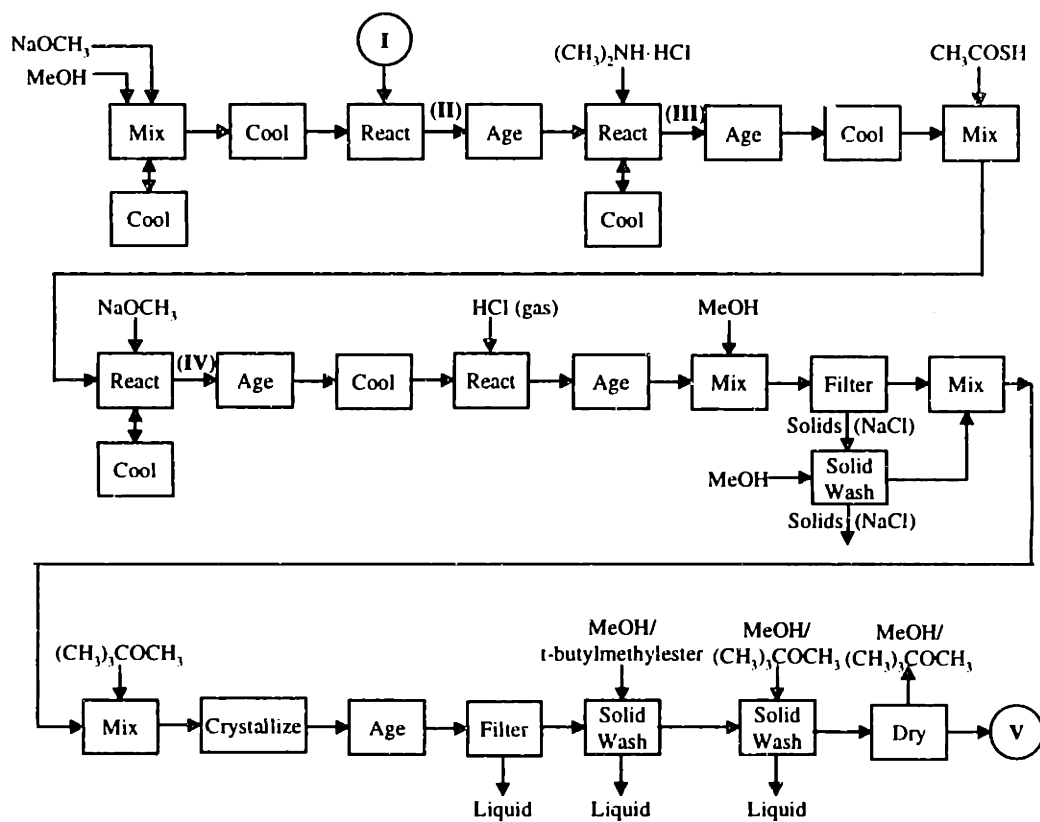 NaOCH₃
MeOH
I
(CH₃)₂NH·HCl
CH₃COSH
Mix
Cool
React
(II)
Age
React
(III)
Age
Cool
Mix
Cool
Cool
NaOCH₃
HCl (gas)
MeOH
React
(IV)
Age
Cool
React
Age
Mix
Filter
Mix
Solids (NaCl)
Cool
MeOH
Solid
Wash
Solids (NaCl)
(CH₃)₃COCH₃
MeOH/
t-butylmethylester
MeOH/
(CH₃)₃COCH₃
MeOH/
(CH₃)₃COCH₃
Mix
Crystallize
Age
Filter
Solid
Wash
Solid
Wash
Dry
V
Liquid
Liquid
Liquid